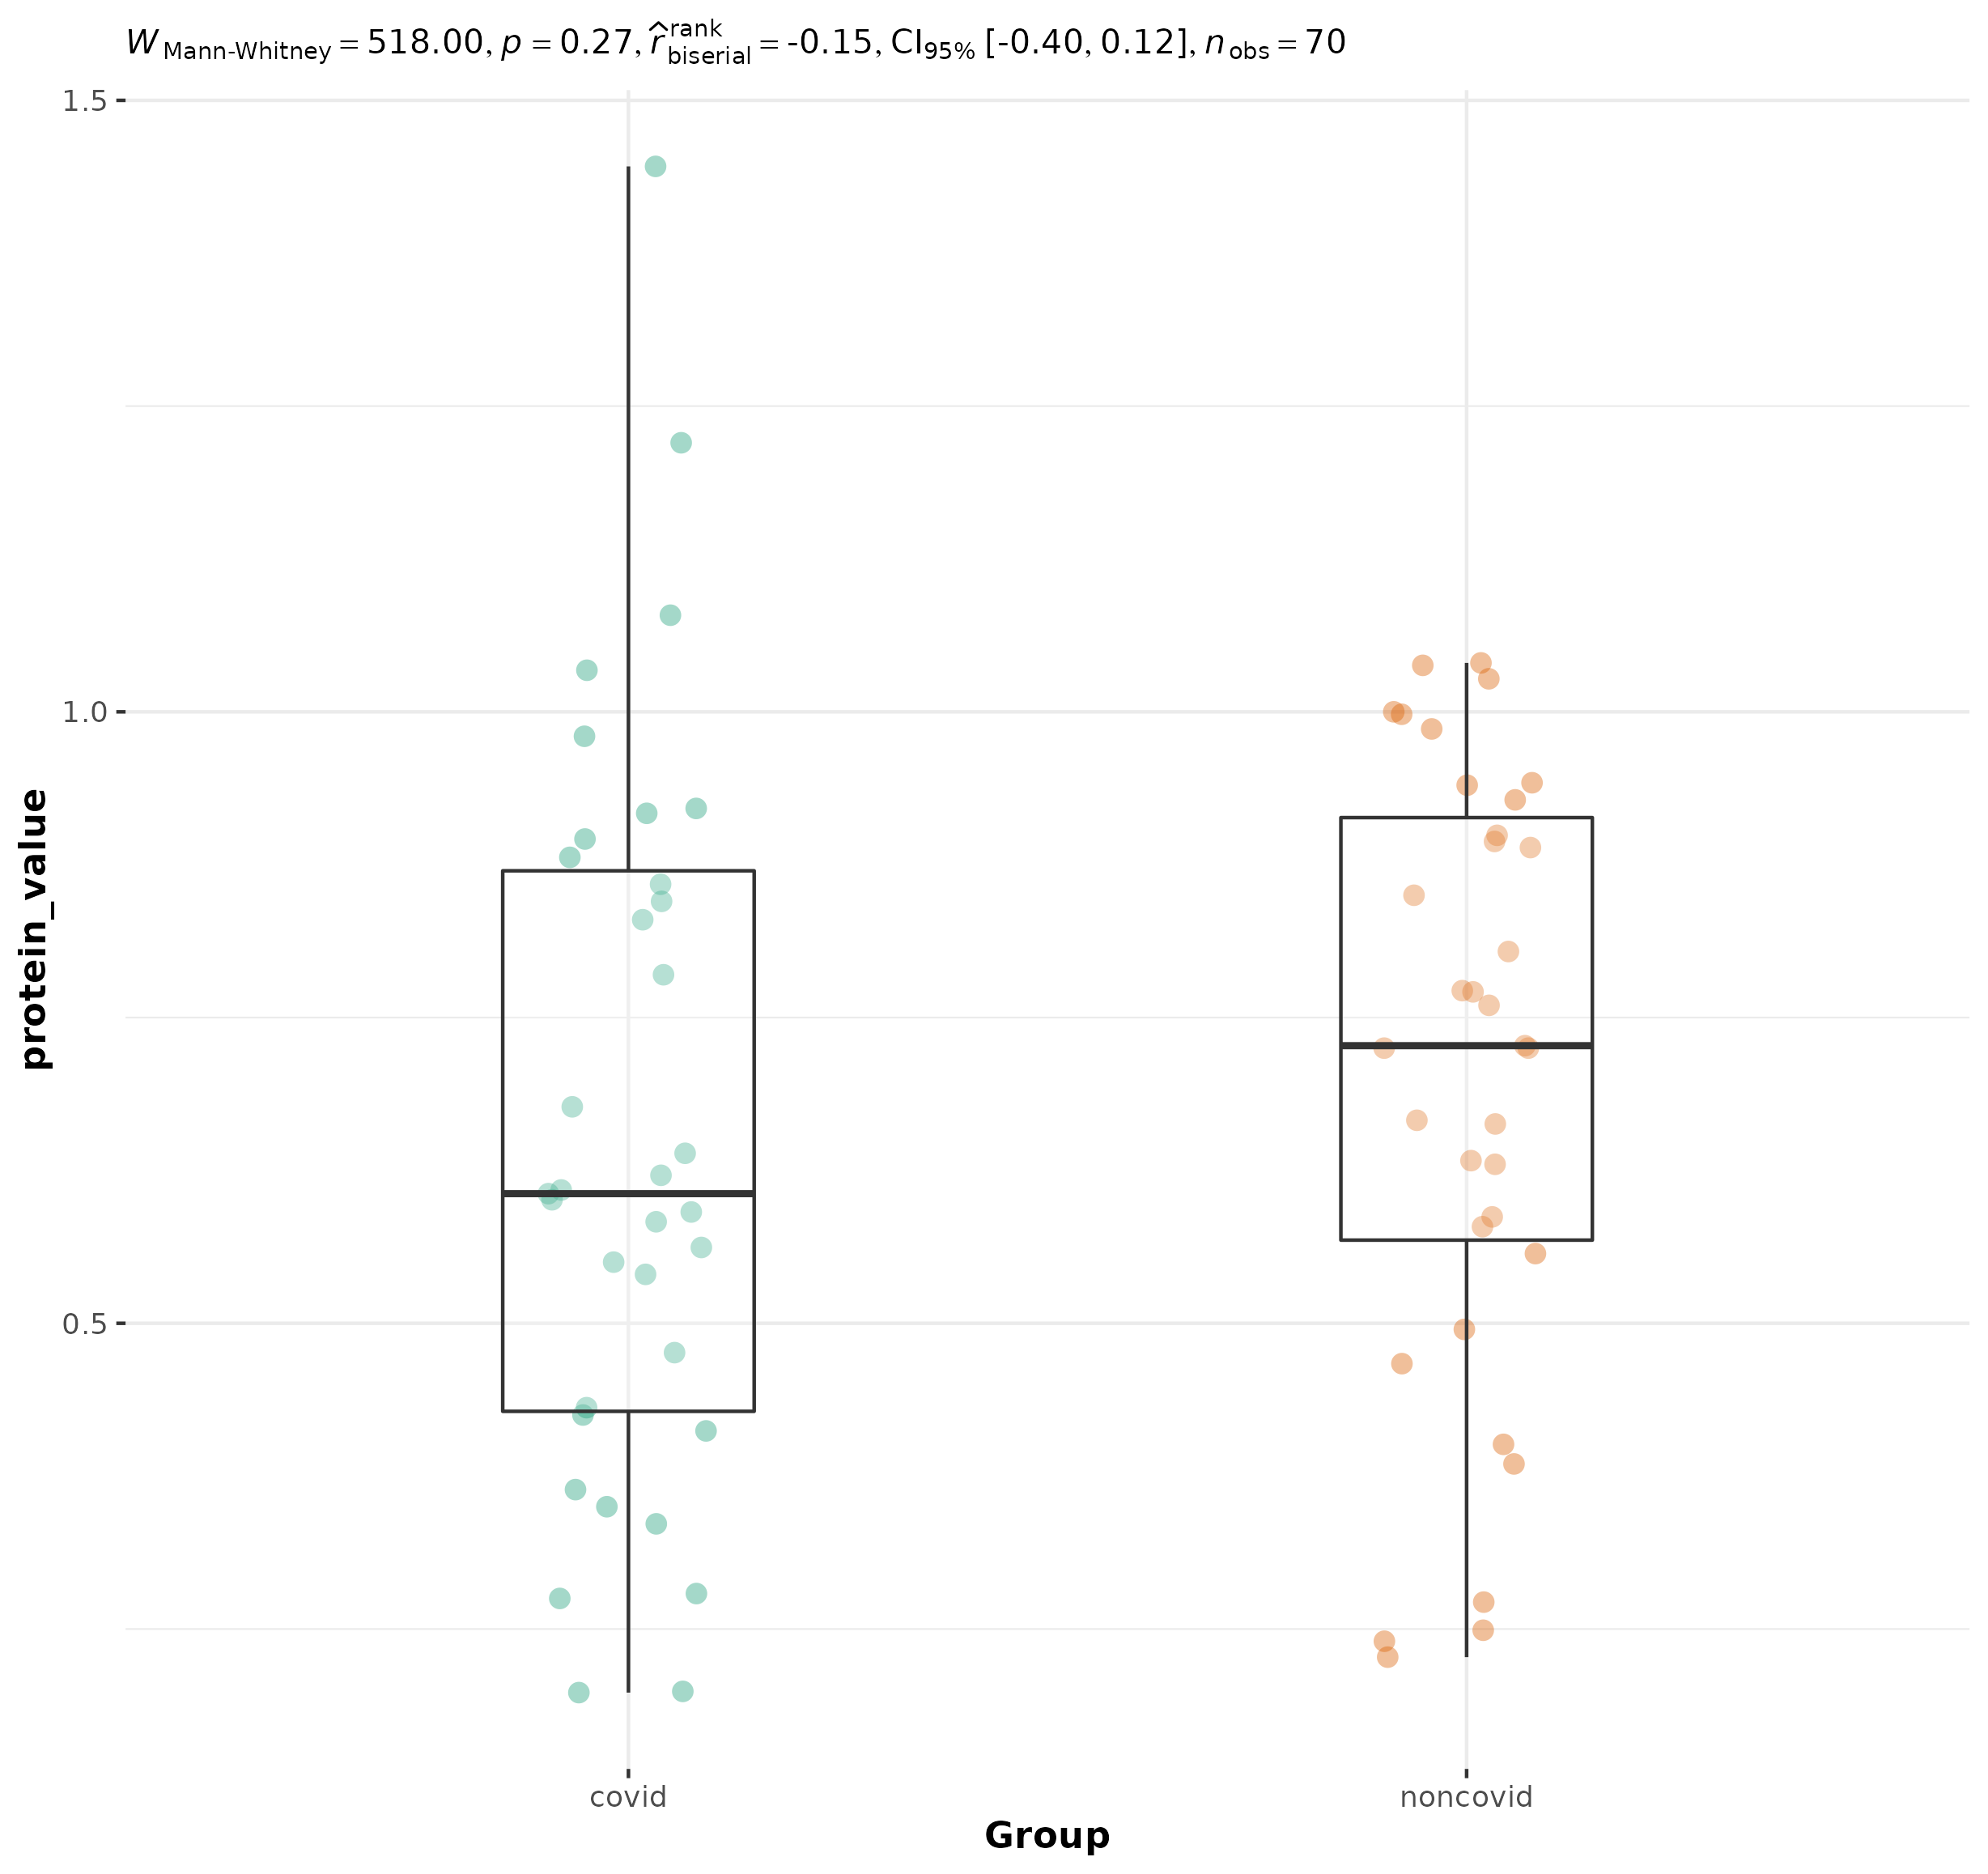 W Mann-Whitney = 518.00, p = 0.27, r̂ rank biserial = -0.15, CI95% [-0.40, 0.12], n obs = 70
1.5
1.0
0.5
protein_value
covid noncovid
Group